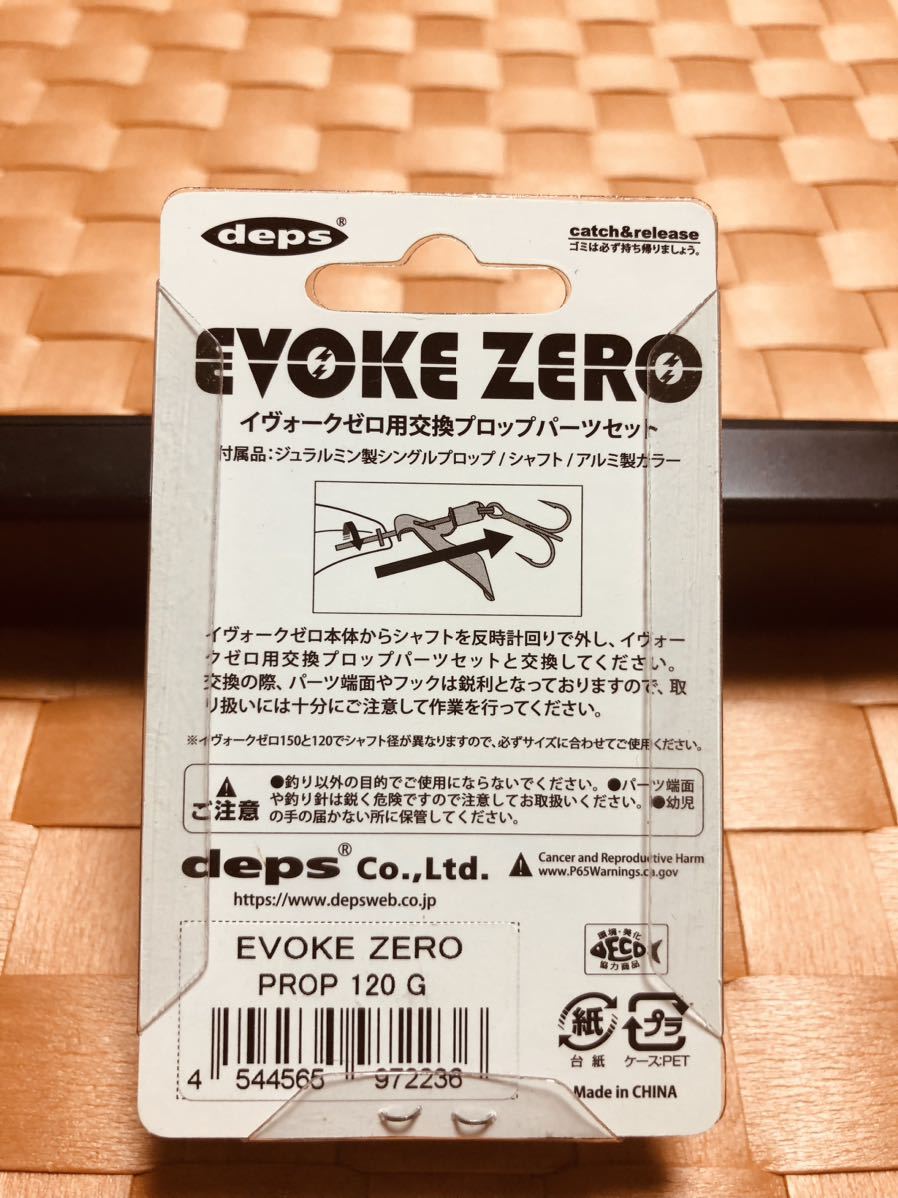 deps®
catch&release
ゴミは必ず持ち帰りましょう。
EVOKE ZERO
イヴォークゼロ用交換プロップパーツセット
付属品：ジュラルミン製シングルプロップ / シャフト / アルミ製カラー
イヴォークゼロ本体からシャフトを反時計回りで外し、イヴォー
クゼロ用交換プロップパーツセットと交換してください。
交換の際、パーツ端面やフックは鋭利となっておりますので、取
り扱いには十分にご注意して作業を行ってください。
※イヴォークゼロ150と120でシャフト径が異なりますので、必ずサイズに合わせてご使用ください。
ご注意
●釣り以外の目的でご使用にならないでください。●パーツ端面
や釣り針は鋭く危険ですので注意してお取扱いください。●幼児
の手の届かない所に保管してください。
deps® Co.,Ltd.
Cancer and Reproductive Harm
www.P65Warnings.ca.gov
https://www.depsweb.co.jp
EVOKE ZERO
PROP 120 G
4 544565 972236
環境・美化
DECO
協力商品
紙
台 紙
プラ
ケース:PET
Made in CHINA